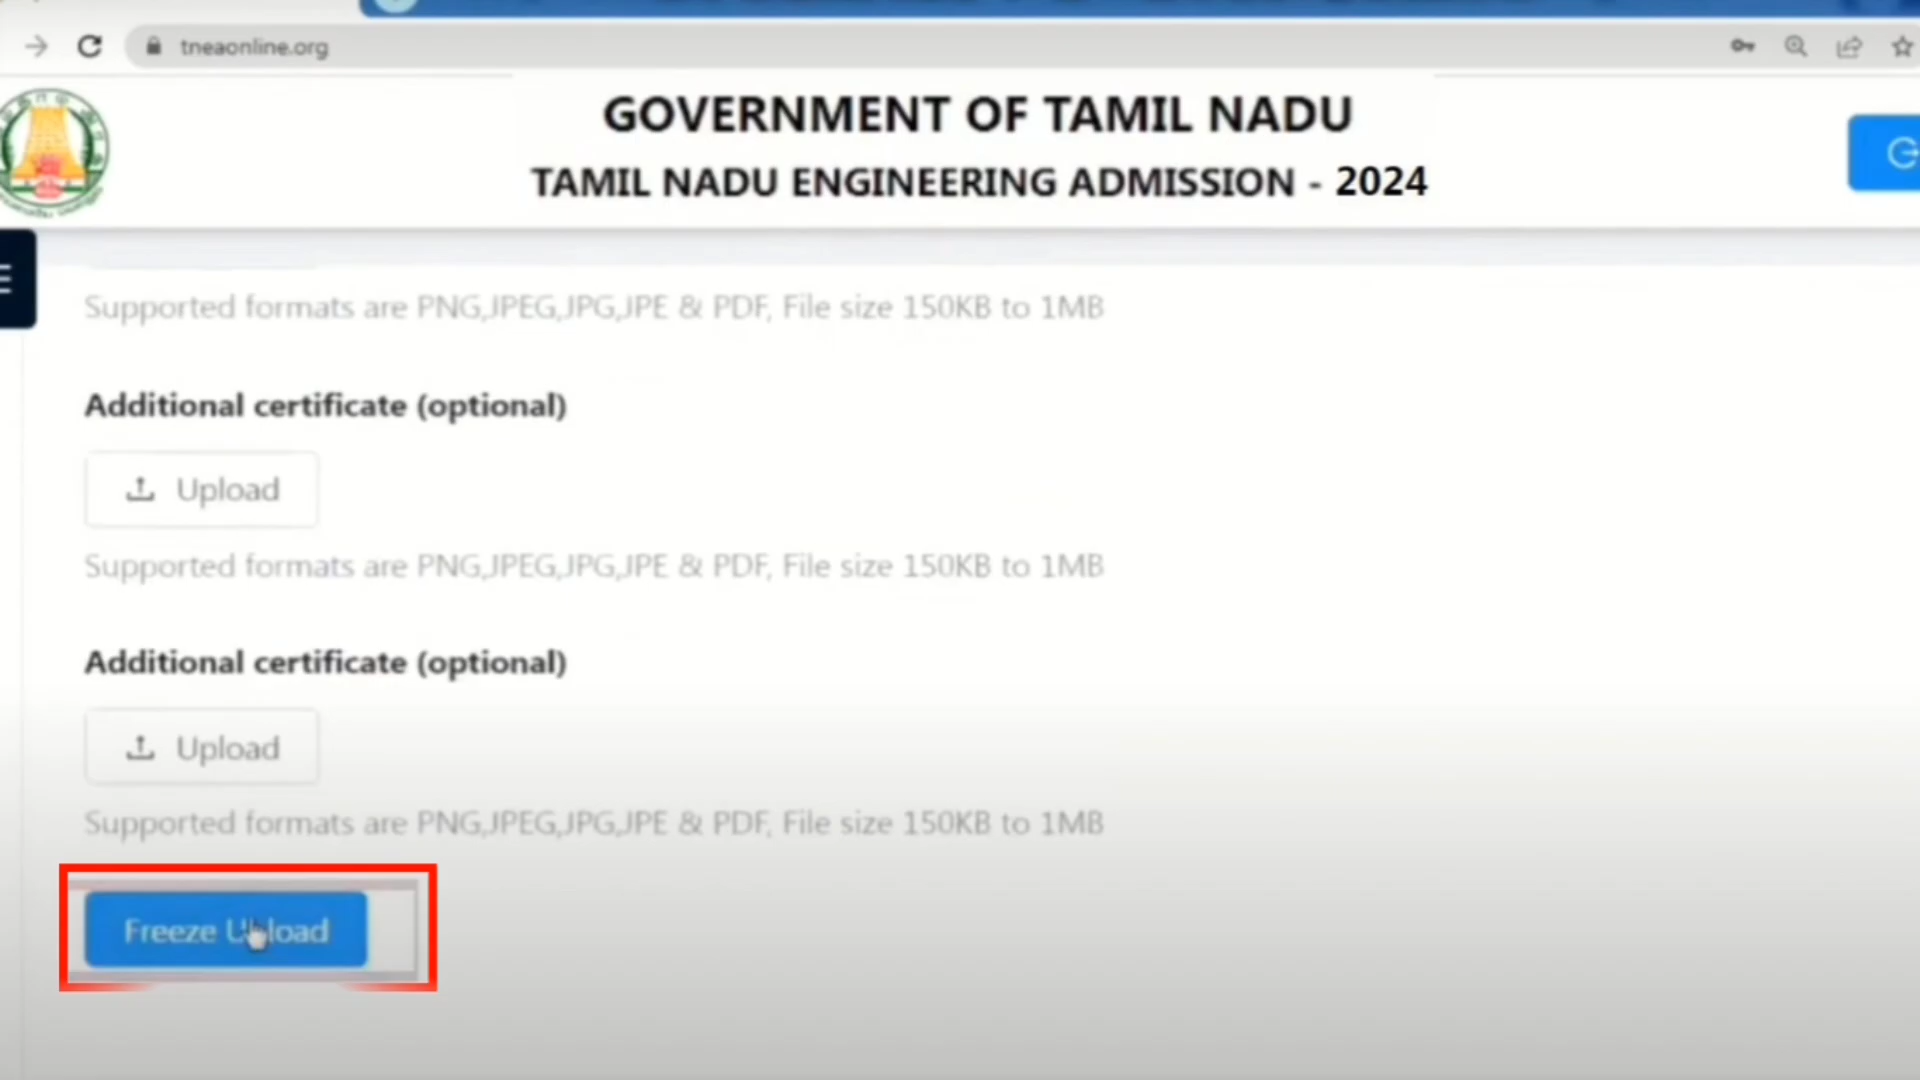 tneaonline.org
GOVERNMENT OF TAMIL NADU
TAMIL NADU ENGINEERING ADMISSION - 2024
Supported formats are PNG,JPEG,JPG,JPE & PDF, File size 150KB to 1MB
Additional certificate (optional)
Upload
Supported formats are PNG,JPEG,JPG,JPE & PDF, File size 150KB to 1MB
Additional certificate (optional)
Upload
Supported formats are PNG,JPEG,JPG,JPE & PDF, File size 150KB to 1MB
Freeze Upload